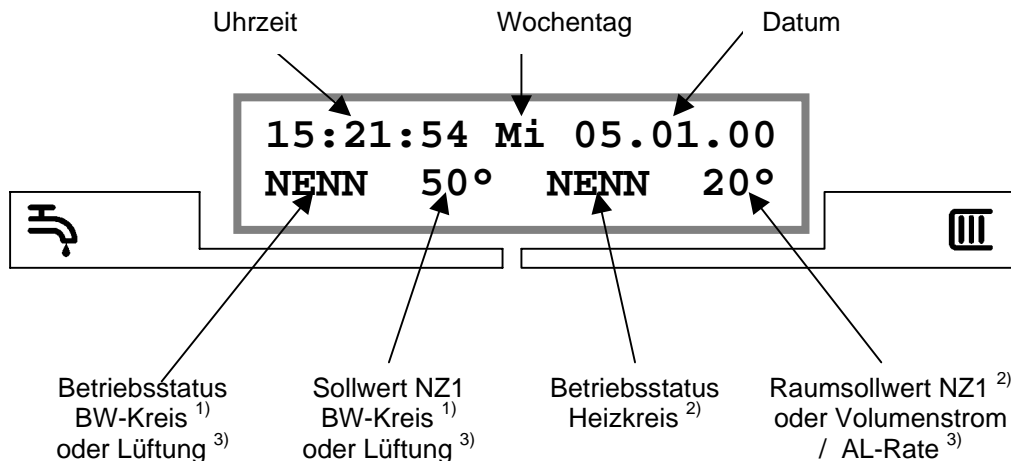 Uhrzeit Wochentag Datum
15:21:54 Mi 05.01.00
NENN 50° NENN 20°
Betriebsstatus Sollwert NZ1 Betriebsstatus Raumsollwert NZ1 2)
BW-Kreis 1) BW-Kreis 1) Heizkreis 2) oder Volumenstrom
oder Lüftung 3) oder Lüftung 3) / AL-Rate 3)